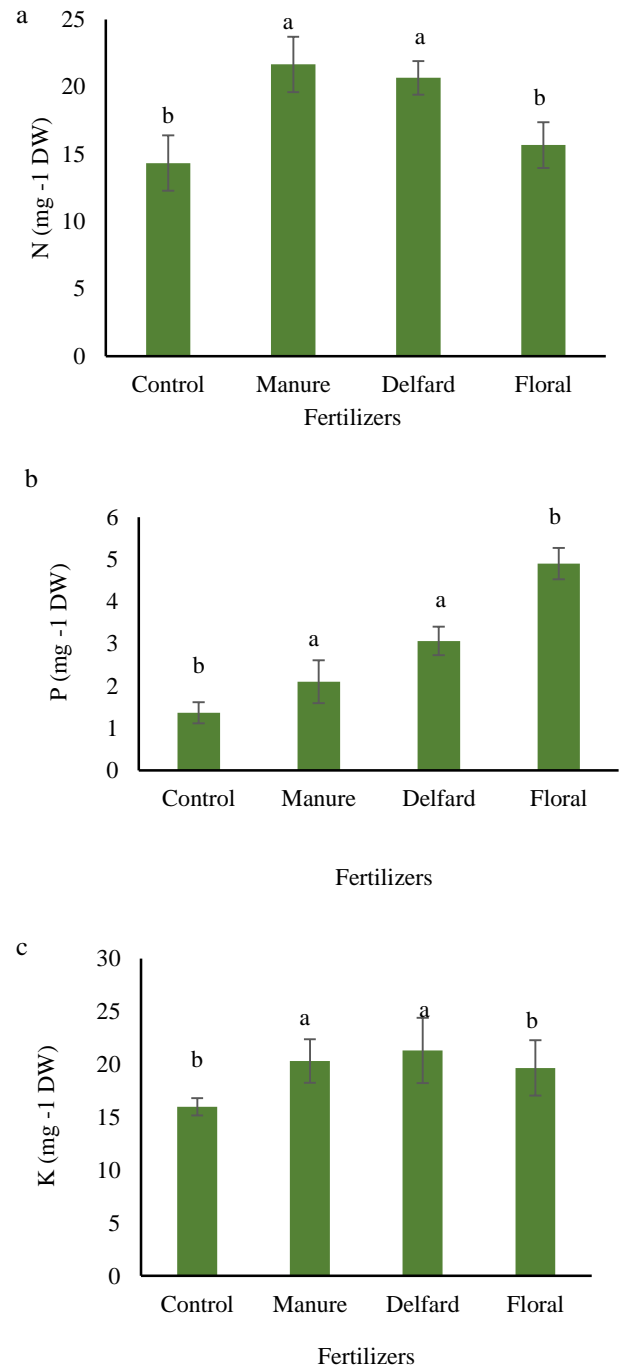 a
25
20
15
10
5
0
N (mg -1 DW)
b a a b
Control Manure Delfard Floral
Fertilizers
b
6
5
4
3
2
1
0
P (mg -1 DW)
b a a b
Control Manure Delfard Floral
Fertilizers
c
30
25
20
15
10
5
0
K (mg -1 DW)
b a a b
Control Manure Delfard Floral
Fertilizers